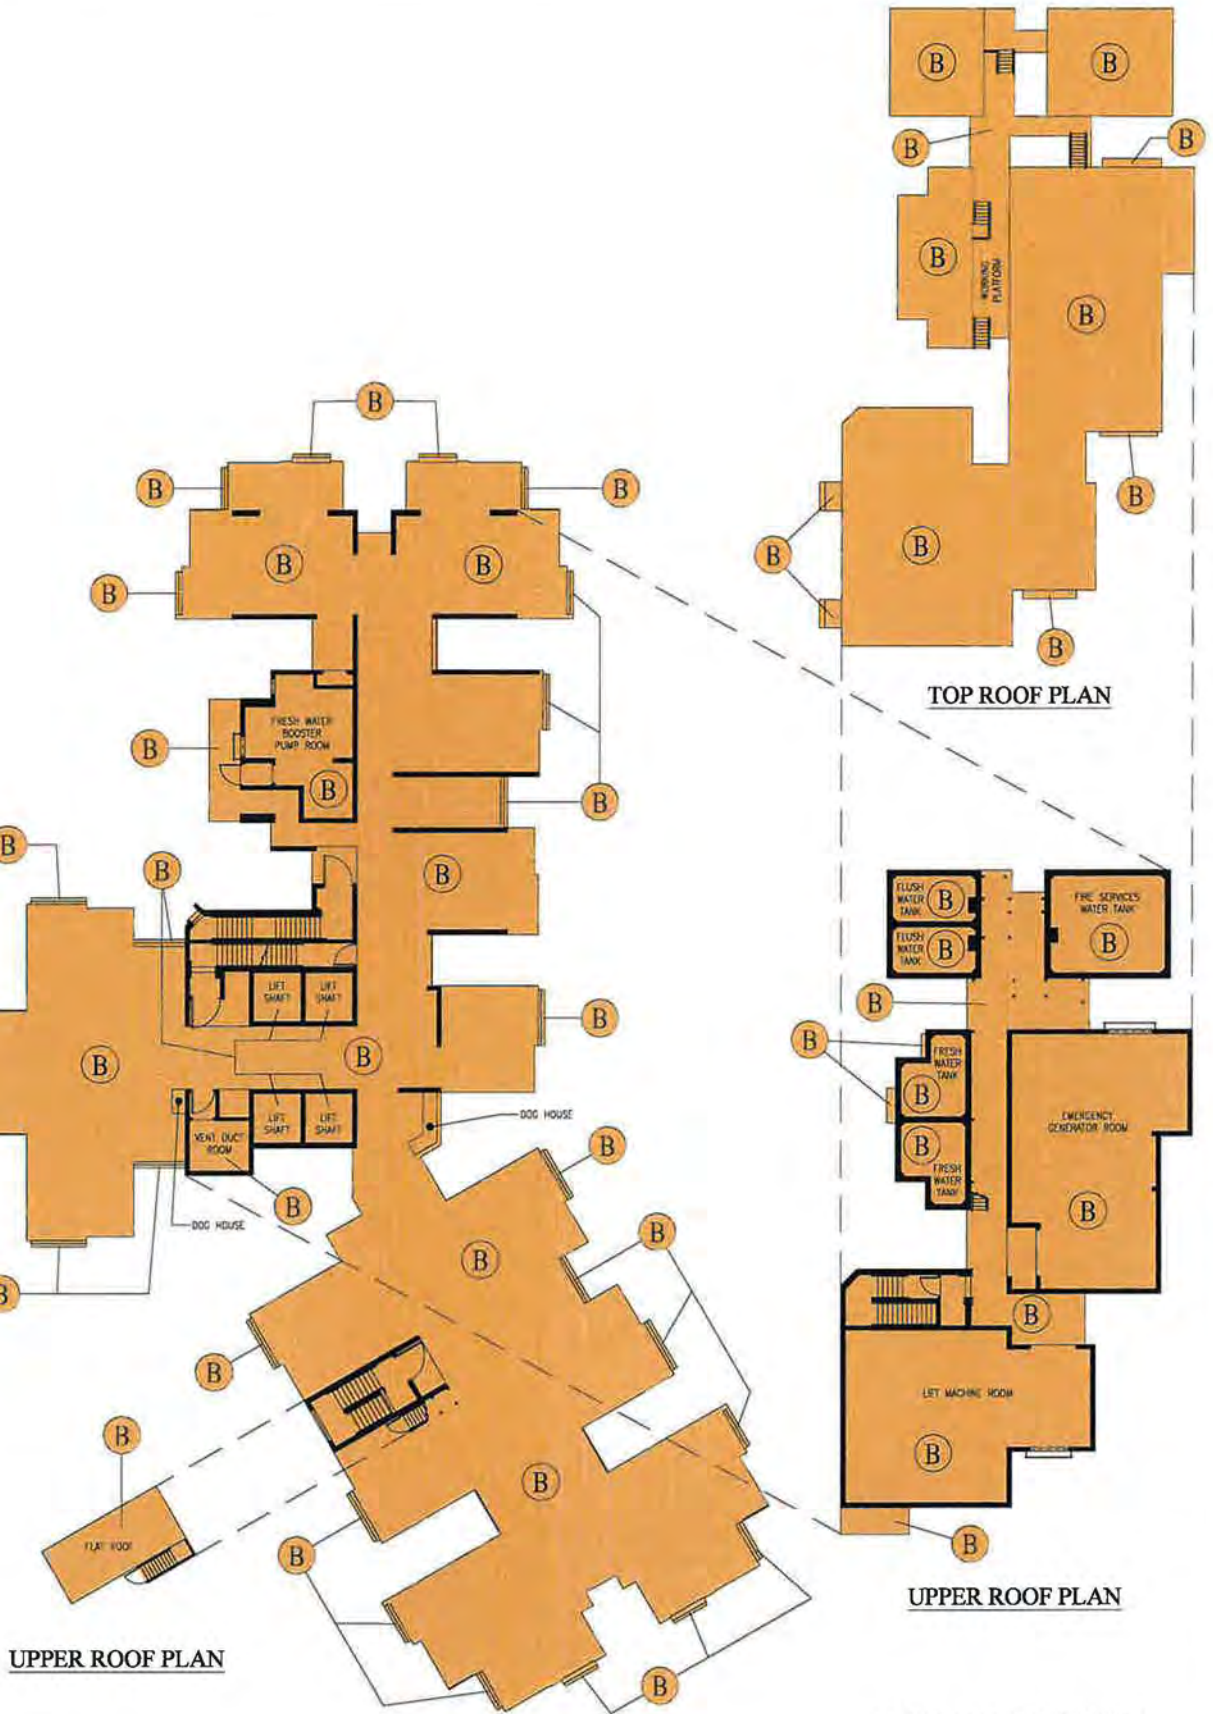 B
B
B
B
B
WORKING
PLATFORM
B
B
B
B
B
B
TOP ROOF PLAN
B
B
B
B
B
B
B
FRESH WATER
BOOSTER
PUMP ROOM
B
B
B
B
B
B
LIFT
SHAFT
LIFT
SHAFT
B
B
B
LIFT
SHAFT
LIFT
SHAFT
VENT DUCT
ROOM
DOG HOUSE
B
B
DOG HOUSE
B
B
B
B
B
B
B
FLAT ROOF
B
B
UPPER ROOF PLAN
FLUSH
WATER
TANK
B
FLUSH
WATER
TANK
B
FIRE SERVICES
WATER TANK
B
B
B
FRESH
WATER
TANK
B
B
FRESH
WATER
TANK
EMERGENCY
GENERATOR ROOM
B
B
LIFT MACHINE ROOM
B
B
UPPER ROOF PLAN